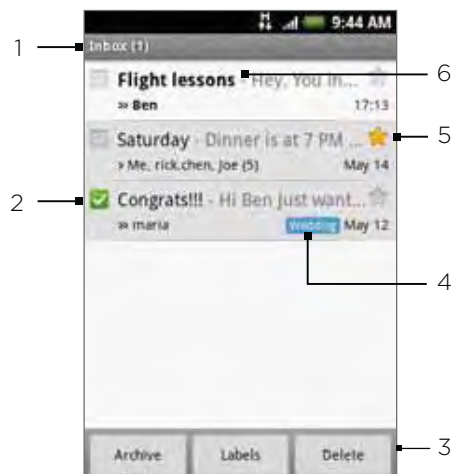 9:44 AM
1
Inbox (1)
Flight lessons - Hey, You in...
6
» Ben
17:13
Saturday - Dinner is at 7 PM ...
5
› Me, rick.chen, Joe (5)
May 14
2
Congrats!!! - Hi Ben Just want...
» maria
Wedding
May 12
4
Archive
Labels
Delete
3